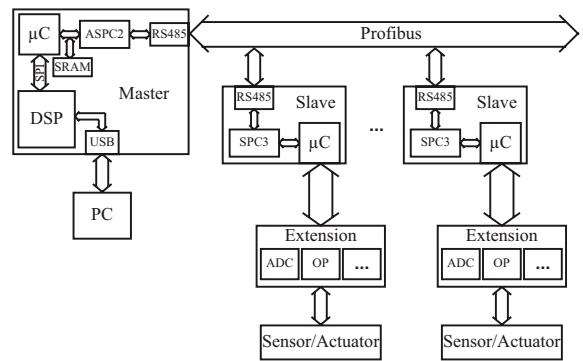 µC
ASPC2
RS485
Profibus
SPI
SRAM
Master
DSP
USB
PC
RS485
Slave
SPC3
µC
...
RS485
Slave
SPC3
µC
Extension
ADC
OP
...
Extension
ADC
OP
...
Sensor/Actuator
Sensor/Actuator